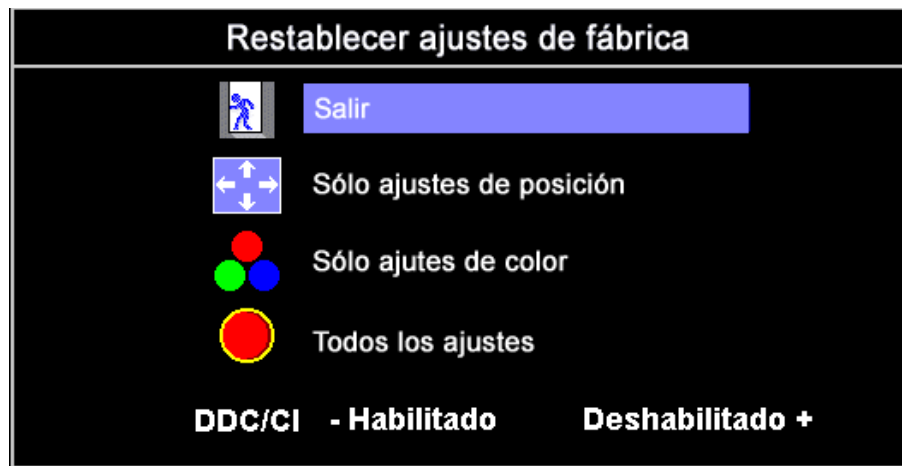 Restablecer ajustes de fábrica
Salir
Sólo ajustes de posición
Sólo ajutes de color
Todos los ajustes
DDC/CI - Habilitado Deshabilitado +